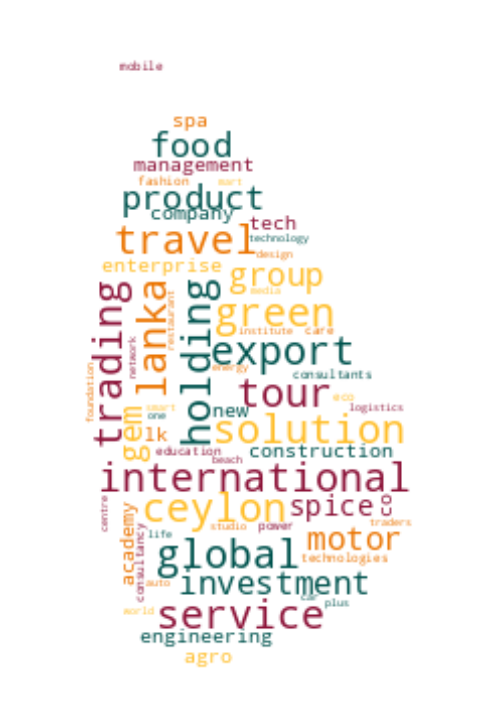 mobile
spa
food
management
fashion mart
product
company
tech
travel
technology
design
enterprise
group
media
trading
lanka
holding
restaurant
green
institute cafe
network
export
energy
consultants
foundation
tour
eco
smart
one
new
logistics
gem
solution
lk
education
construction
beach
international
ceylon
spice
co
centre
academy
consultancy
studio
power
traders
life
motor
global
technologies
auto
investment
car
plus
world
service
engineering
agro